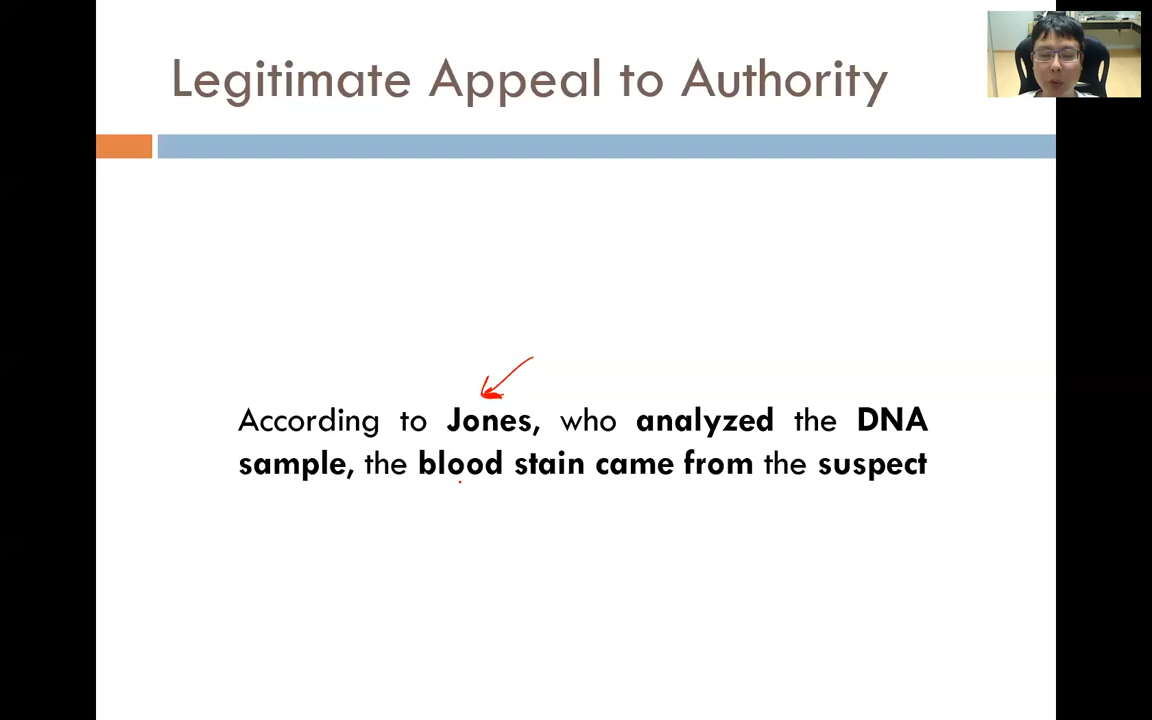 Legitimate Appeal to Authority
According to Jones, who analyzed the DNA
sample, the blood stain came from the suspect